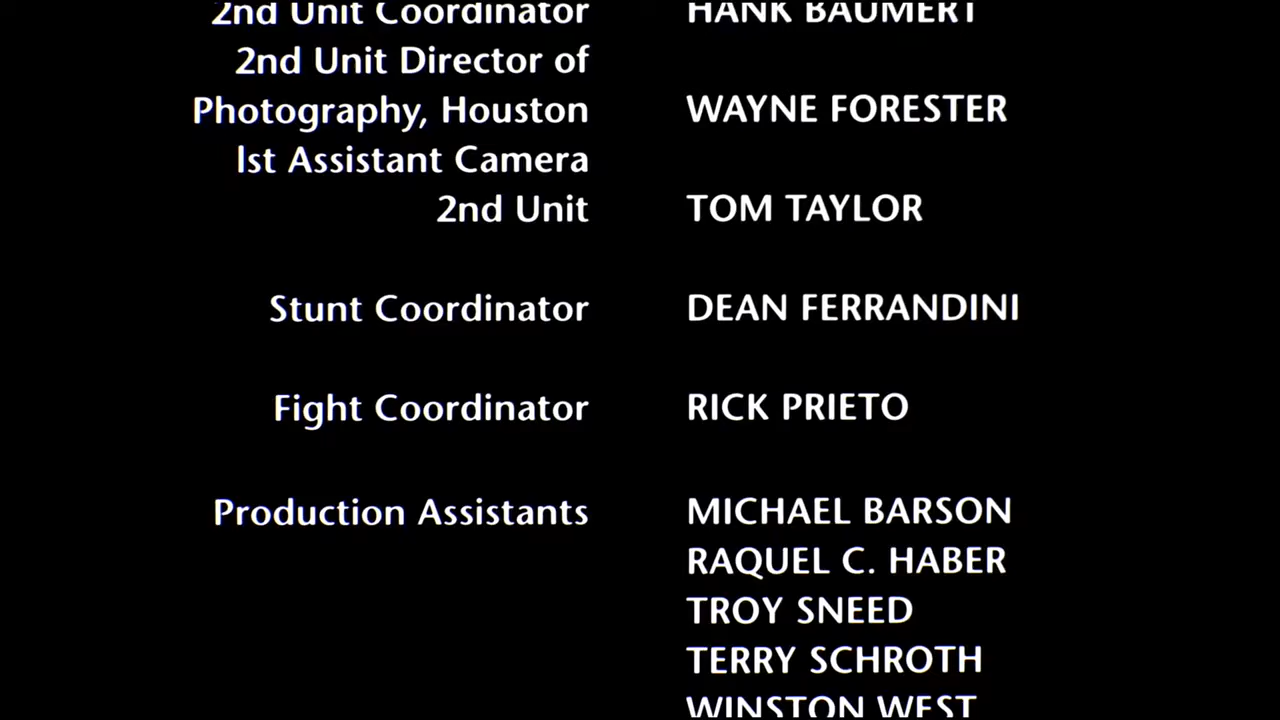 2nd Unit Coordinator HANK BAUMERT
2nd Unit Director of
Photography, Houston WAYNE FORESTER
lst Assistant Camera
2nd Unit TOM TAYLOR
Stunt Coordinator DEAN FERRANDINI
Fight Coordinator RICK PRIETO
Production Assistants MICHAEL BARSON
RAQUEL C. HABER
TROY SNEED
TERRY SCHROTH
WINSTON WEST